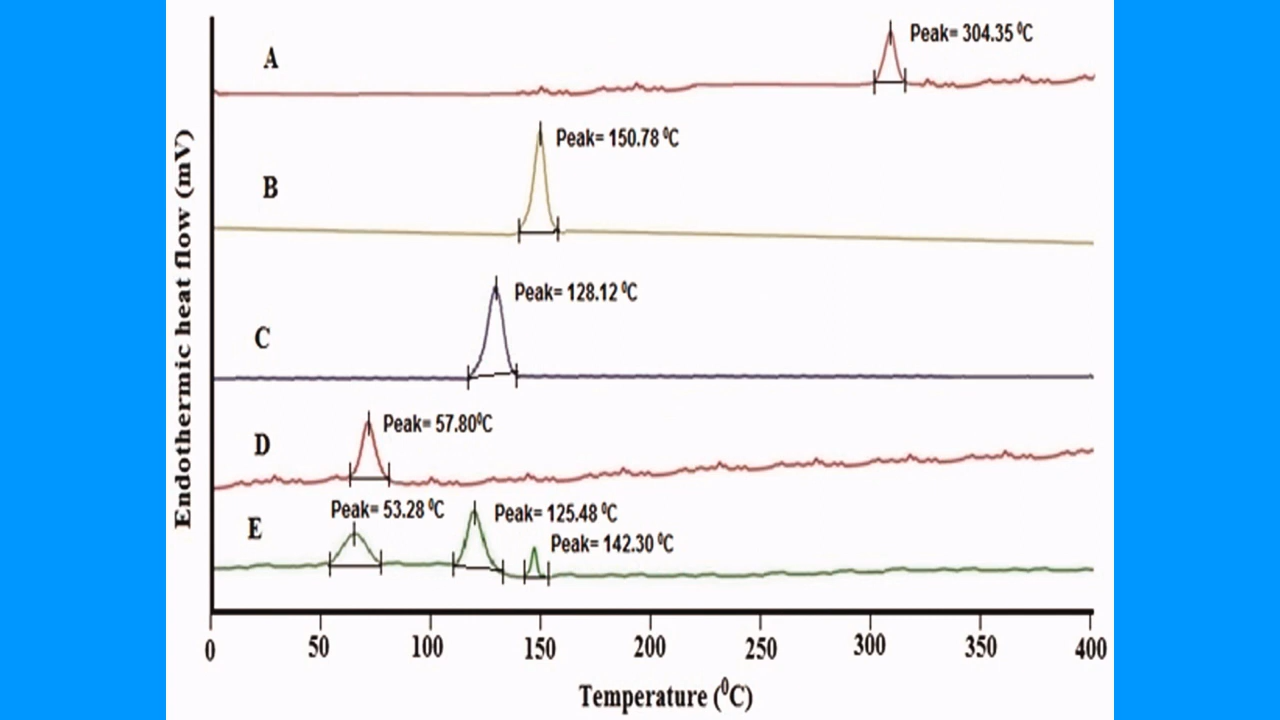 A
Peak= 304.35 ⁰C
Peak= 150.78 ⁰C
B
Peak= 128.12 ⁰C
C
Peak= 57.80⁰C
D
Peak= 53.28 ⁰C
Peak= 125.48 ⁰C
E
Peak= 142.30 ⁰C
Endothermic heat flow (mV)
0 50 100 150 200 250 300 350 400
Temperature (⁰C)